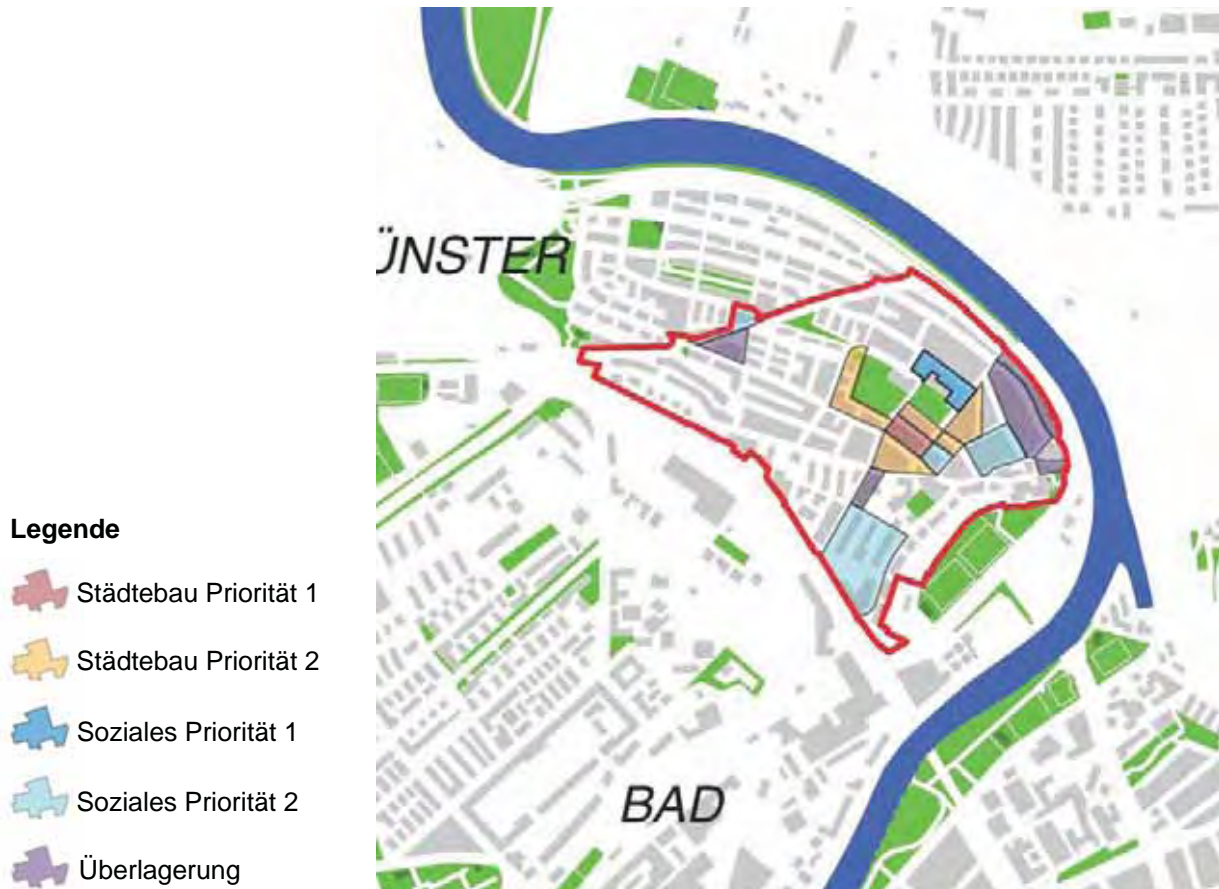 ÜNSTER
BAD
Legende
Städtebau Priorität 1
Städtebau Priorität 2
Soziales Priorität 1
Soziales Priorität 2
Überlagerung